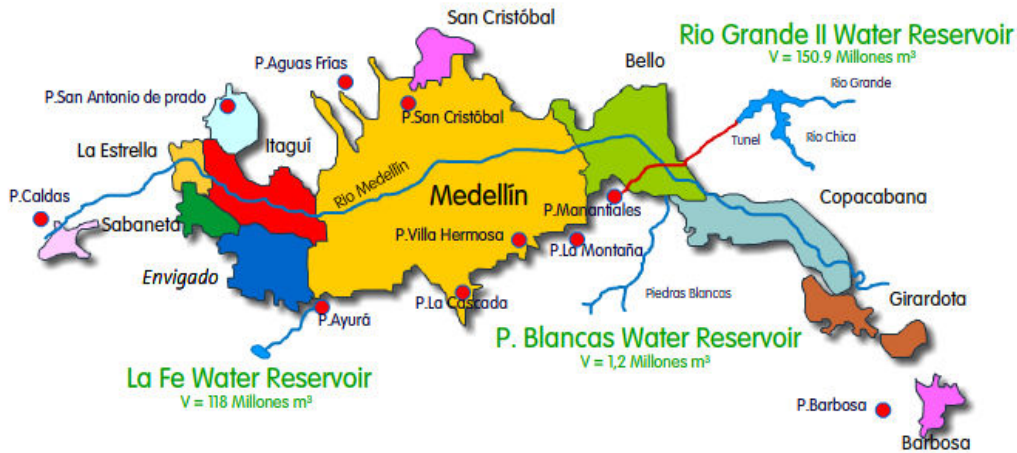 San Cristóbal
Rio Grande II Water Reservoir
V = 150.9 Millones m³
P.Aguas Frías
Bello
Rio Grande
P.San Antonio de prado
P.San Cristóbal
Tunel
Rio Chica
La Estrella
Itaguí
Rio Medellín
Medellín
P.Caldas
Sabaneta
P.Manantiales
Copacabana
P.Villa Hermosa
P.La Montaña
Envigado
P.La Cascada
Piedras Blancas
Girardota
P.Ayurá
P. Blancas Water Reservoir
V = 1,2 Millones m³
La Fe Water Reservoir
V = 118 Millones m³
P.Barbosa
Barbosa